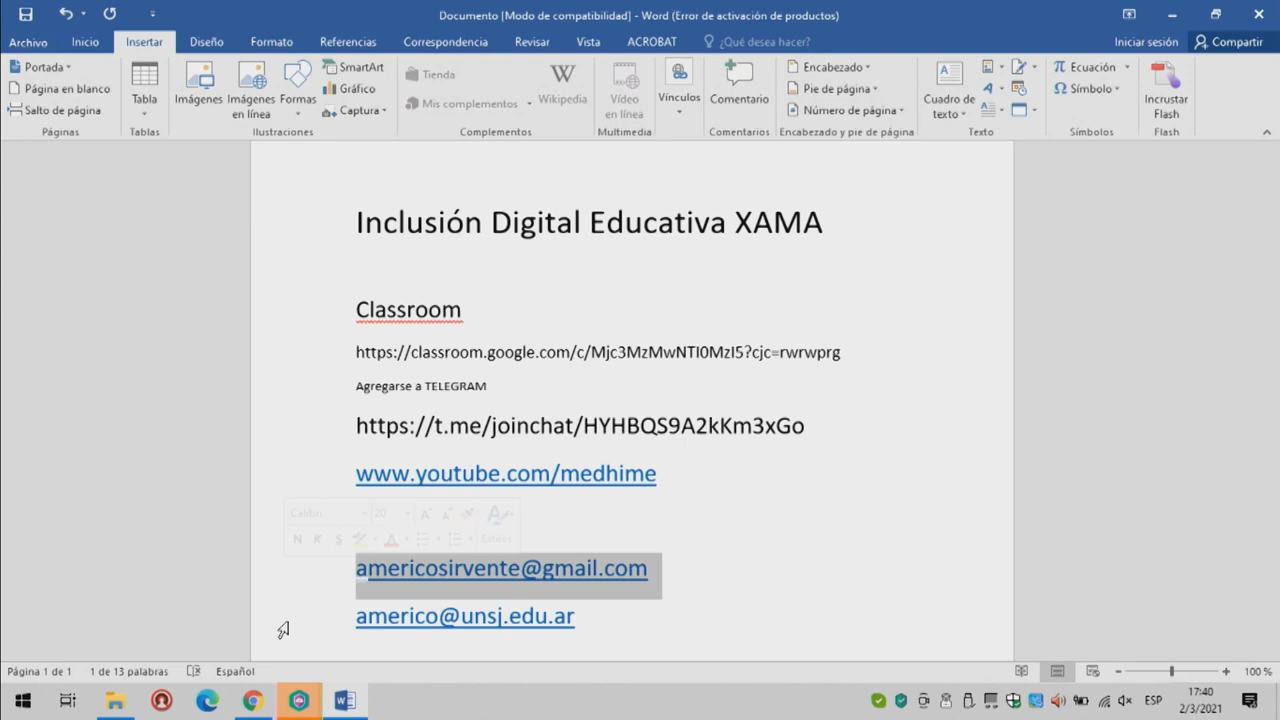 Documento [Modo de compatibilidad] - Word (Error de activación de productos)
Archivo Inicio Insertar Diseño Formato Referencias Correspondencia Revisar Vista ACROBAT ¿Qué desea hacer? Iniciar sesión Compartir
Portada
Página en blanco
Salto de página
Páginas
Tabla
Tablas
Imágenes
Imágenes en línea
Formas
SmartArt
Gráfico
Captura
Ilustraciones
Tienda
Mis complementos
Wikipedia
Complementos
Vídeo en línea
Multimedia
Vínculos
Comentario
Comentarios
Encabezado
Pie de página
Número de página
Encabezado y pie de página
Cuadro de texto
Texto
Ecuación
Símbolo
Símbolos
Incrustar Flash
Flash
Inclusión Digital Educativa XAMA
Classroom
https://classroom.google.com/c/Mjc3MzMwNTI0MzI5?cjc=rwrwprg
Agregarse a TELEGRAM
https://t.me/joinchat/HYHBQS9A2kKm3xGo
www.youtube.com/medhime
Calibri 20
N K S Estilos
americosirvente@gmail.com
americo@unsj.edu.ar
Página 1 de 1 1 de 13 palabras Español 100 %
ESP
17:40
2/3/2021